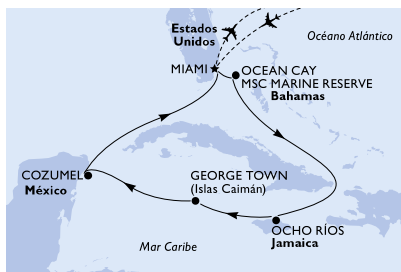 Estados
Unidos
Océano Atlántico
MIAMI
OCEAN CAY
MSC MARINE RESERVE
Bahamas
COZUMEL
México
GEORGE TOWN
(Islas Caimán)
OCHO RÍOS
Jamaica
Mar Caribe